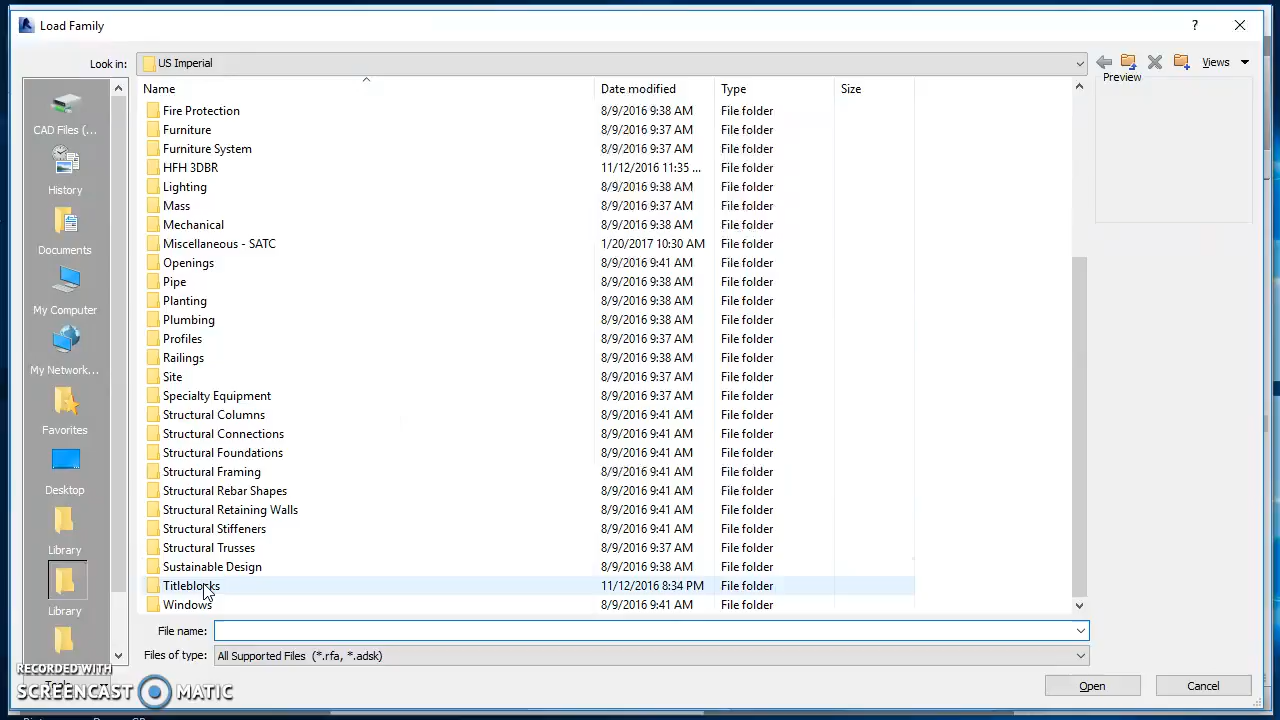 Load Family
?
Look in: US Imperial
Views
Preview
Name Date modified Type Size
Fire Protection 8/9/2016 9:38 AM File folder
Furniture 8/9/2016 9:37 AM File folder
Furniture System 8/9/2016 9:37 AM File folder
HFH 3DBR 11/12/2016 11:35 ... File folder
Lighting 8/9/2016 9:38 AM File folder
Mass 8/9/2016 9:37 AM File folder
Mechanical 8/9/2016 9:38 AM File folder
Miscellaneous - SATC 1/20/2017 10:30 AM File folder
Openings 8/9/2016 9:41 AM File folder
Pipe 8/9/2016 9:38 AM File folder
Planting 8/9/2016 9:38 AM File folder
Plumbing 8/9/2016 9:38 AM File folder
Profiles 8/9/2016 9:37 AM File folder
Railings 8/9/2016 9:38 AM File folder
Site 8/9/2016 9:37 AM File folder
Specialty Equipment 8/9/2016 9:37 AM File folder
Structural Columns 8/9/2016 9:41 AM File folder
Structural Connections 8/9/2016 9:41 AM File folder
Structural Foundations 8/9/2016 9:41 AM File folder
Structural Framing 8/9/2016 9:41 AM File folder
Structural Rebar Shapes 8/9/2016 9:41 AM File folder
Structural Retaining Walls 8/9/2016 9:41 AM File folder
Structural Stiffeners 8/9/2016 9:41 AM File folder
Structural Trusses 8/9/2016 9:37 AM File folder
Sustainable Design 8/9/2016 9:38 AM File folder
Titleblocks 11/12/2016 8:34 PM File folder
Windows 8/9/2016 9:41 AM File folder
CAD Files (...
History
Documents
My Computer
My Network...
Favorites
Desktop
Library
Library
File name:
Files of type: All Supported Files (*.rfa, *.adsk)
Open Cancel
RECORDED WITH
SCREENCAST MATIC